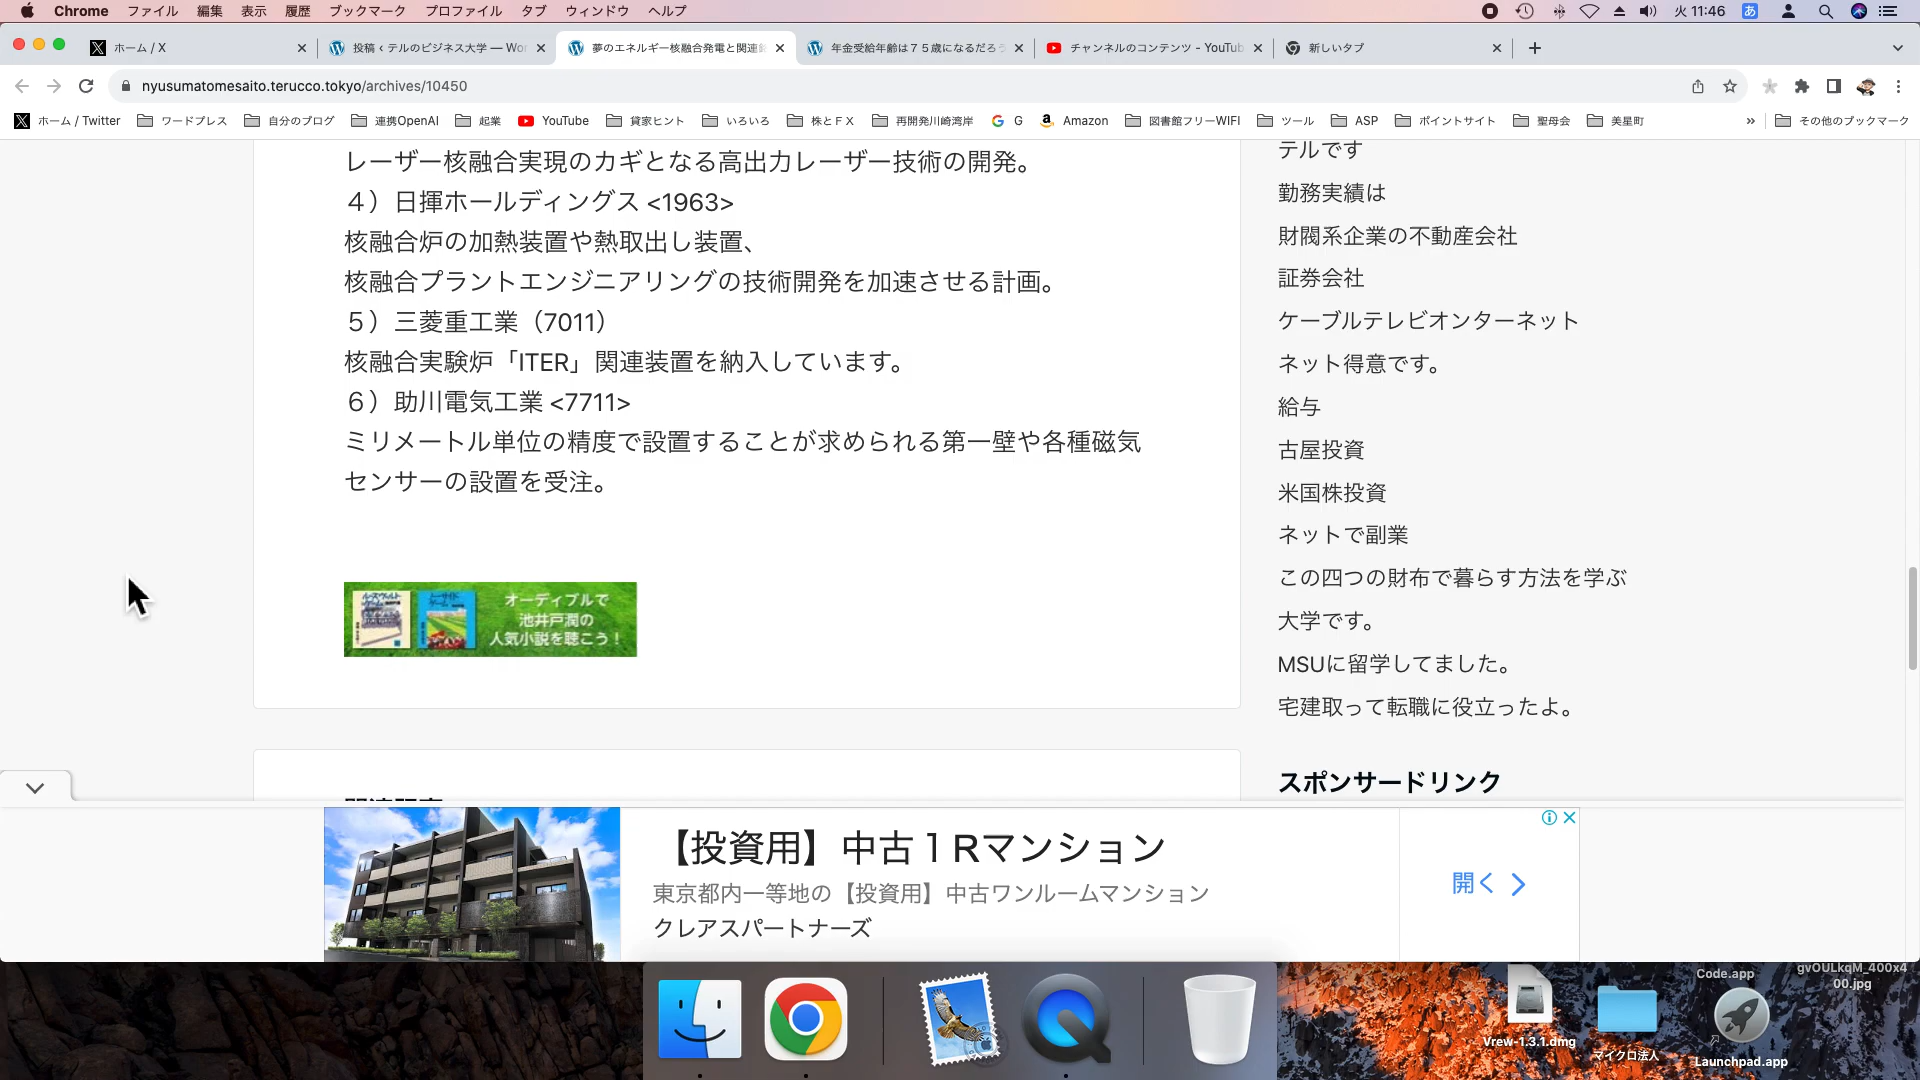 Chrome ファイル 編集 表示 履歴 ブックマーク プロファイル タブ ウィンドウ ヘルプ
火 11:46 あ
ホーム / X
投稿 ‹ テルのビジネス大学 — Wor
夢のエネルギー核融合発電と関連
年金受給年齢は７５歳になるだろう
チャンネルのコンテンツ - YouTub
新しいタブ
nyusumatomesaito.terucco.tokyo/archives/10450
ホーム / Twitter
ワードプレス
自分のブログ
連携OpenAI
起業
YouTube
貸家ヒント
いろいろ
株とＦＸ
再開発川崎湾岸
G
Amazon
図書館フリーWIFI
ツール
ASP
ポイントサイト
聖母会
美星町
»
その他のブックマーク
レーザー核融合実現のカギとなる高出力レーザー技術の開発。
４）日揮ホールディングス <1963>
核融合炉の加熱装置や熱取出し装置、
核融合プラントエンジニアリングの技術開発を加速させる計画。
５）三菱重工業（7011）
核融合実験炉「ITER」関連装置を納入しています。
６）助川電気工業 <7711>
ミリメートル単位の精度で設置することが求められる第一壁や各種磁気
センサーの設置を受注。
オーディブルで
池井戸潤の
人気小説を聴こう！
テルです
勤務実績は
財閥系企業の不動産会社
証券会社
ケーブルテレビオンターネット
ネット得意です。
給与
古屋投資
米国株投資
ネットで副業
この四つの財布で暮らす方法を学ぶ
大学です。
MSUに留学してました。
宅建取って転職に役立ったよ。
スポンサードリンク
【投資用】中古１Rマンション
東京都内一等地の【投資用】中古ワンルームマンション
クレアスパートナーズ
開く
Vrew-1.3.1.dmg
マイクロ法人
Code.app
Launchpad.app
gvOULkqM_400x4
00.jpg